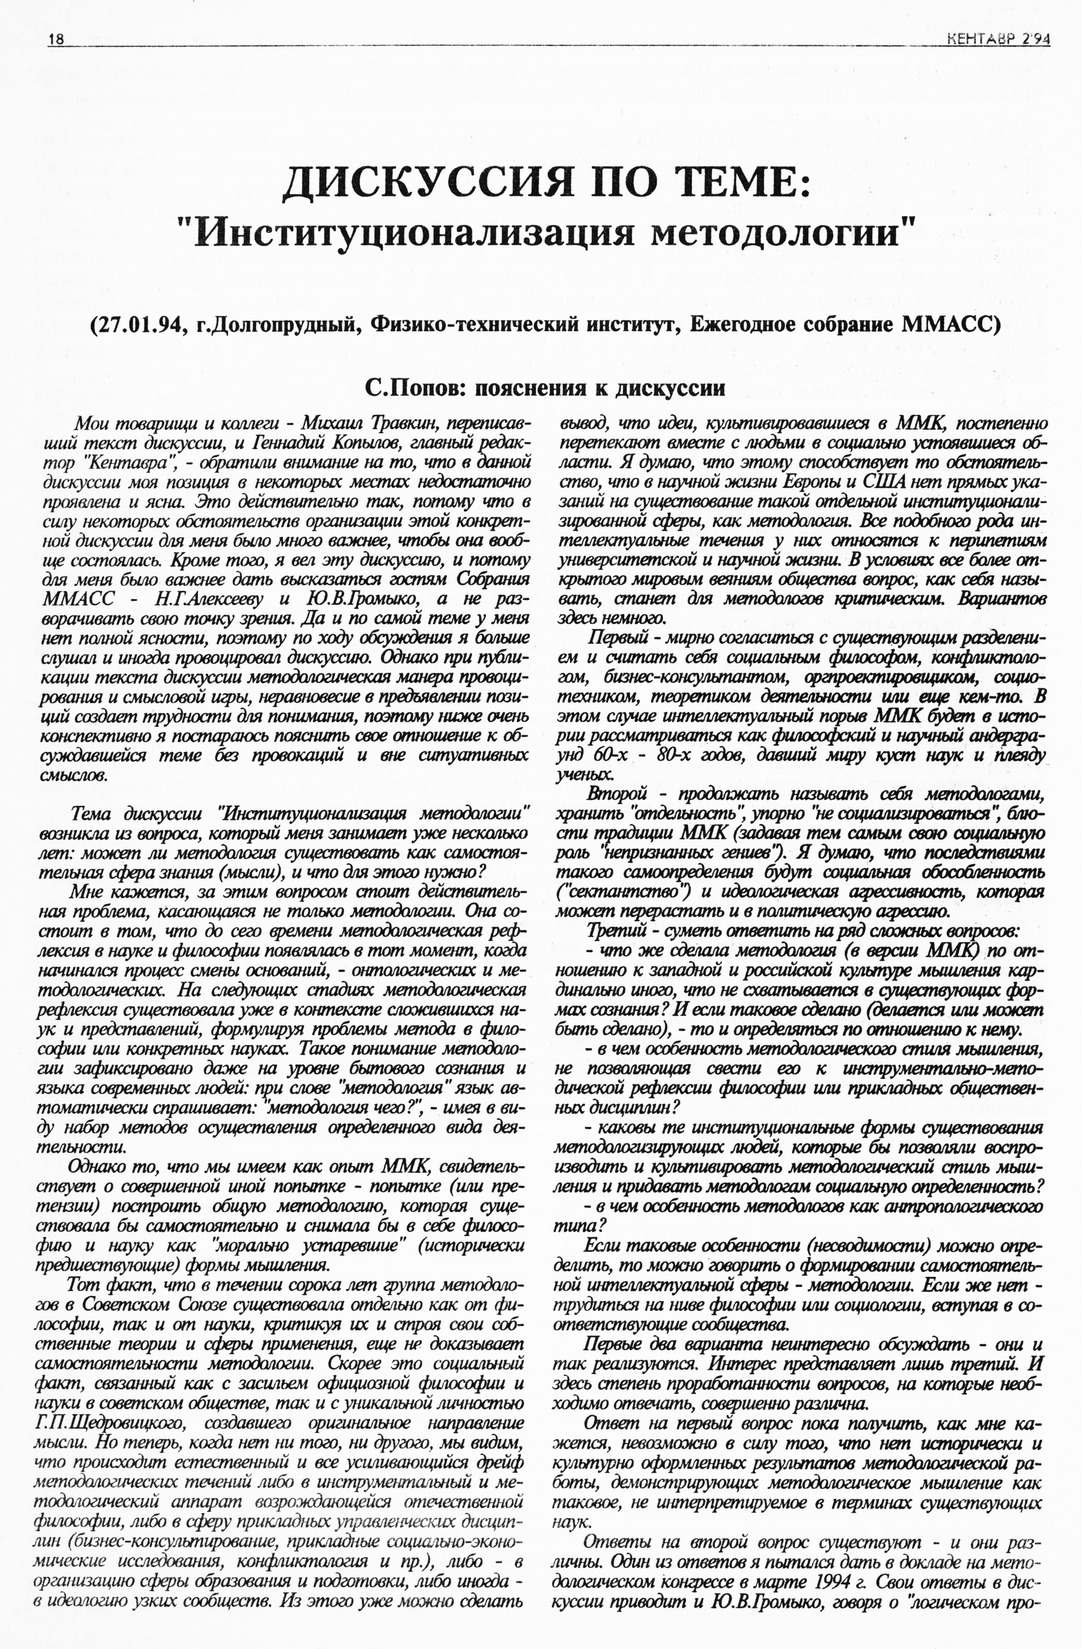 18
КЕНТАВР 2'94
ДИСКУССИЯ ПО ТЕМЕ:
"Институционализация методологии"
(27.01.94, г.Долгопрудный, Физико-технический институт, Ежегодное собрание ММАСС)
С.Попов: пояснения к дискуссии
Мои товарищи и коллеги - Михаил Травкин, переписав-
ший текст дискуссии, и Геннадий Копылов, главный редак-
тор "Кентавра", - обратили внимание на то, что в данной
дискуссии моя позиция в некоторых местах недостаточно
проявлена и ясна. Это действительно так, потому что в
силу некоторых обстоятельств организации этой конкрет-
ной дискуссии для меня было много важнее, чтобы она вооб-
ще состоялась. Кроме того, я вел эту дискуссию, и потому
для меня было важнее дать высказаться гостям Собрания
ММАСС - Н.Г.Алексееву и Ю.В.Громыко, а не раз-
ворачивать свою точку зрения. Да и по самой теме у меня
нет полной ясности, поэтому по ходу обсуждения я больше
слушал и иногда провоцировал дискуссию. Однако при публи-
кации текста дискуссии методологическая манера провоци-
рования и смысловой игры, неравновесие в предъявлении пози-
ций создает трудности для понимания, поэтому ниже очень
конспективно я постараюсь пояснить свое отношение к об-
суждавшейся теме без провокаций и вне ситуативных
смыслов.
Тема дискуссии "Институционализация методологии"
возникла из вопроса, который меня занимает уже несколько
лет: может ли методология существовать как самостоя-
тельная сфера знания (мысли), и что для этого нужно?
Мне кажется, за этим вопросом стоит действитель-
ная проблема, касающаяся не только методологии. Она со-
стоит в том, что до сего времени методологическая реф-
лексия в науке и философии появлялась в тот момент, когда
начинался процесс смены оснований, - онтологических и ме-
тодологических. На следующих стадиях методологическая
рефлексия существовала уже в контексте сложившихся на-
ук и представлений, формулируя проблемы метода в фило-
софии или конкретных науках. Такое понимание методоло-
гии зафиксировано даже на уровне бытового сознания и
языка современных людей: при слове "методология" язык ав-
томатически спрашивает: "методология чего?", - имея в ви-
ду набор методов осуществления определенного вида дея-
тельности.
Однако то, что мы имеем как опыт ММК, свидетель-
ствует о совершенной иной попытке - попытке (или пре-
тензии) построить общую методологию, которая суще-
ствовала бы самостоятельно и снимала бы в себе филосо-
фию и науку как "морально устаревшие" (исторически
предшествующие) формы мышления.
Тот факт, что в течении сорока лет группа методоло-
гов в Советском Союзе существовала отдельно как от фи-
лософии, так и от науки, критикуя их и строя свои соб-
ственные теории и сферы применения, еще не доказывает
самостоятельности методологии. Скорее это социальный
факт, связанный как с засильем официозной философии и
науки в советском обществе, так и с уникальной личностью
Г.П.Щедровицкого, создавшего оригинальное направление
мысли. Но теперь, когда нет ни того, ни другого, мы видим,
что происходит естественный и все усиливающийся дрейф
методологических течений либо в инструментальный и ме-
тодологический аппарат возрождающейся отечественной
философии, либо в сферу прикладных управленческих дисцип-
лин (бизнес-консультирование, прикладные социально-эконо-
мические исследования, конфликтология и пр.), либо - в
организацию сферы образования и подготовки, либо иногда -
в идеологию узких сообществ. Из этого уже можно сделать
вывод, что идеи, культивировавшиеся в ММК, постепенно
перетекают вместе с людьми в социально устоявшиеся об-
ласти. Я думаю, что этому способствует то обстоятель-
ство, что в научной жизни Европы и США нет прямых ука-
заний на существование такой отдельной институционали-
зированной сферы, как методология. Все подобного рода ин-
теллектуальные течения у них относятся к перипетиям
университетской и научной жизни. В условиях все более от-
крытого мировым веяниям общества вопрос, как себя назы-
вать, станет для методологов критическим. Вариантов
здесь немного.
Первый - мирно согласиться с существующим разделени-
ем и считать себя социальным философом, конфликтоло-
гом, бизнес-консультантом, оргпроектировщиком, социо-
техником, теоретиком деятельности или еще кем-то. В
этом случае интеллектуальный порыв ММК будет в исто-
рии рассматриваться как философский и научный андергра-
унд 60-х - 80-х годов, давший миру куст наук и плеяду
ученых.
Второй - продолжать называть себя методологами,
хранить "отдельность", упорно "не социализироваться", блю-
сти традиции ММК (задавая тем самым свою социальную
роль "непризнанных гениев"). Я думаю, что последствиями
такого самоопределения будут социальная обособленность
("сектантство") и идеологическая агрессивность, которая
может перерастать и в политическую агрессию.
Третий - суметь ответить на ряд сложных вопросов:
- что же сделала методология (в версии ММК) по от-
ношению к западной и российской культуре мышления кар-
динально иного, что не схватывается в существующих фор-
мах сознания? И если таковое сделано (делается или может
быть сделано), - то и определяться по отношению к нему.
- в чем особенность методологического стиля мышления,
не позволяющая свести его к инструментально-мето-
дической рефлексии философии или прикладных обществен-
ных дисциплин?
- каковы те институциональные формы существования
методологизирующих людей, которые бы позволяли воспро-
изводить и культивировать методологический стиль мыш-
ления и придавать методологам социальную определенность?
- в чем особенность методологов как антропологического
типа?
Если таковые особенности (несводимости) можно опре-
делить, то можно говорить о формировании самостоятель-
ной интеллектуальной сферы - методологии. Если же нет -
трудиться на ниве философии или социологии, вступая в со-
ответствующие сообщества.
Первые два варианта неинтересно обсуждать - они и
так реализуются. Интерес представляет лишь третий. И
здесь степень проработанности вопросов, на которые необ-
ходимо отвечать, совершенно различна.
Ответ на первый вопрос пока получить, как мне ка-
жется, невозможно в силу того, что нет исторически и
культурно оформленных результатов методологической ра-
боты, демонстрирующих методологическое мышление как
таковое, не интерпретируемое в терминах существующих
наук.
Ответы на второй вопрос существуют - и они раз-
личны. Один из ответов я пытался дать в докладе на мето-
дологическом конгрессе в марте 1994 г. Свои ответы в дис-
куссии приводит и Ю.В.Громыко, говоря о "логическом про-